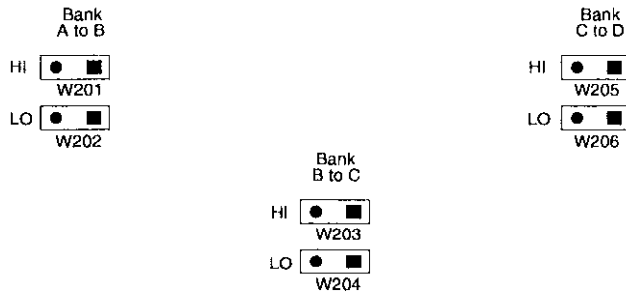 Bank
A to B
HI
W201
LO
W202
Bank
C to D
HI
W205
LO
W206
Bank
B to C
HI
W203
LO
W204